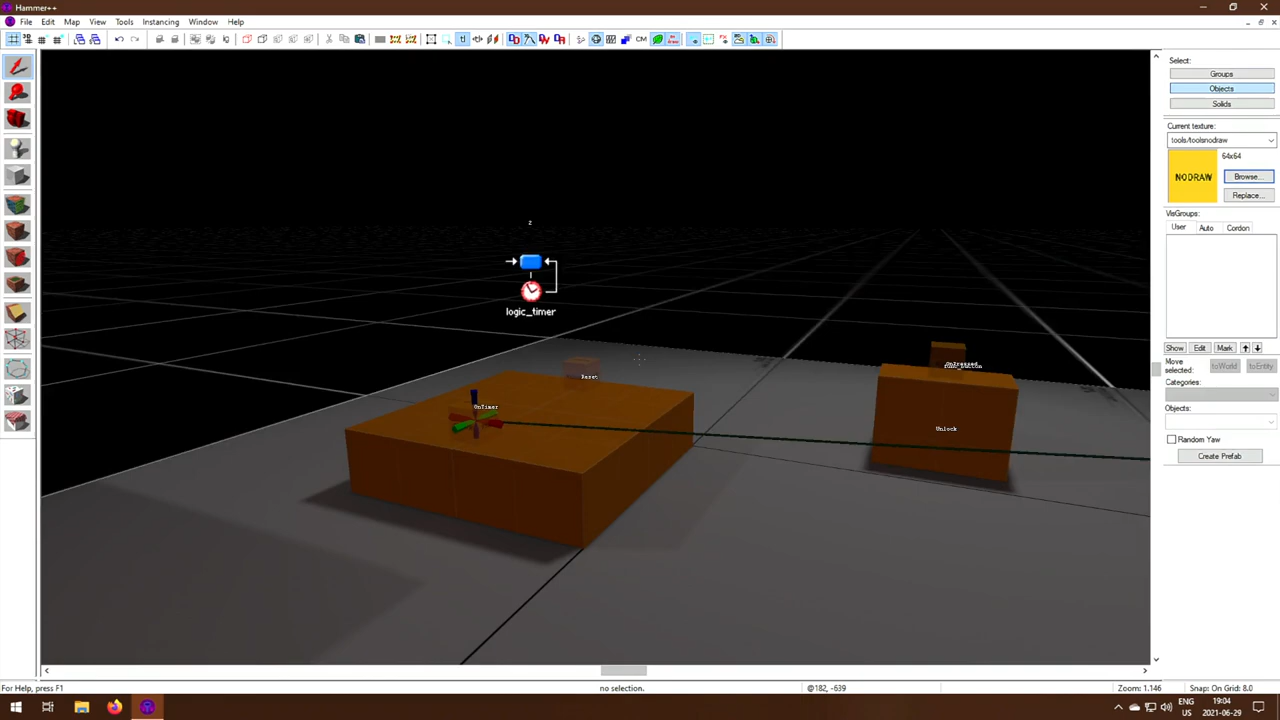 Hammer++
File Edit Map View Tools Instancing Window Help
CM
Select:
Groups
Objects
Solids
Current texture:
tools/toolsnodraw
64x64
NODRAW
Browse...
Replace...
VisGroups:
User Auto Cordon
Show Edit Mark
Move selected: toWorld toEntity
Categories:
Objects:
Random Yaw
Create Prefab
2
logic_timer
Reset
OnTimer
OnPressed
func_button
Unlock
For Help, press F1
no selection.
@182, -639
Zoom: 1.146
Snap: On Grid: 8.0
ENG
US
19:04
2021-06-29